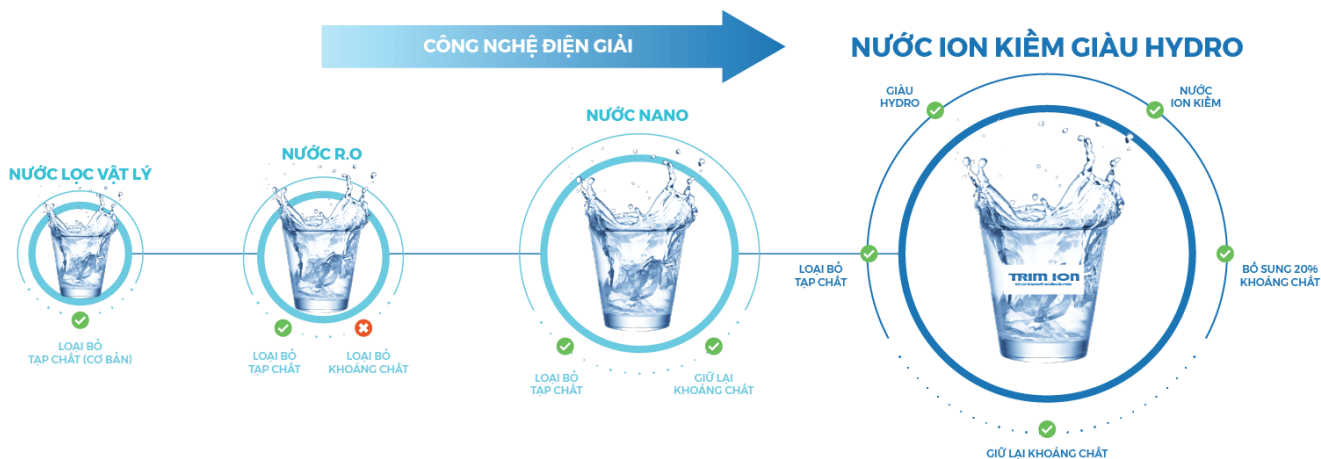 CÔNG NGHỆ ĐIỆN GIẢI
NƯỚC ION KIỀM GIÀU HYDRO
NƯỚC LỌC VẬT LÝ
LOẠI BỎ
TẠP CHẤT (CƠ BẢN)
NƯỚC R.O
LOẠI BỎ
TẠP CHẤT
LOẠI BỎ
KHOÁNG CHẤT
NƯỚC NANO
LOẠI BỎ
TẠP CHẤT
GIỮ LẠI
KHOÁNG CHẤT
GIÀU
HYDRO
NƯỚC
ION KIỀM
LOẠI BỎ
TẠP CHẤT
TRIM ION
BỔ SUNG 20%
KHOÁNG CHẤT
GIỮ LẠI KHOÁNG CHẤT